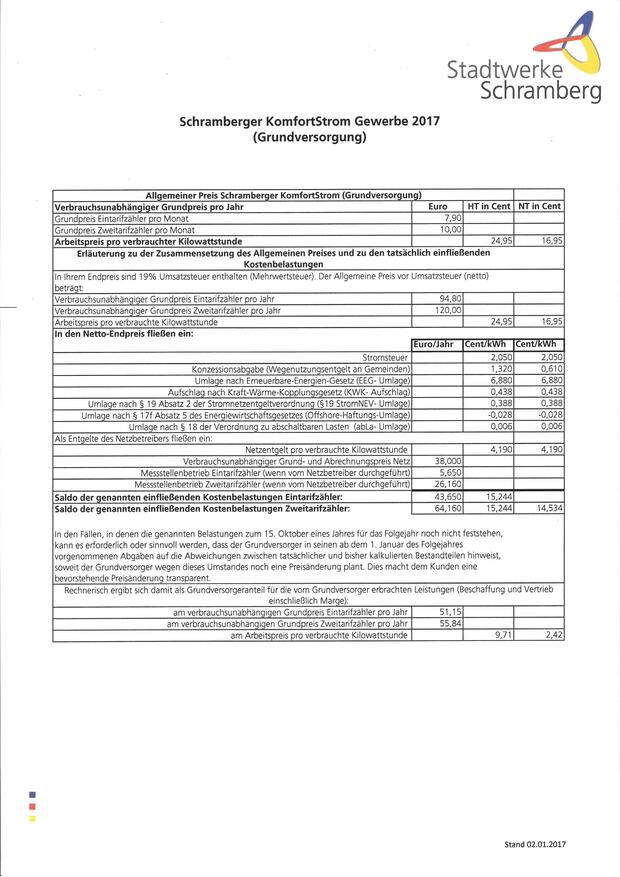 Stadtwerke
Schramberg
Schramberger KomfortStrom Gewerbe 2017
(Grundversorgung)
Allgemeiner Preis Schramberger KomfortStrom (Grundversorgung)
Verbrauchsunabhängiger Grundpreis pro Jahr Euro HT in Cent NT in Cent
Grundpreis Eintarifzähler pro Monat 7,90
Grundpreis Zweitarifzähler pro Monat 10,00
Arbeitspreis pro verbrauchter Kilowattstunde 24,95 16,95
Erläuterung zu der Zusammensetzung des Allgemeinen Preises und zu den tatsächlich einfließenden
Kostenbelastungen
In Ihrem Endpreis sind 19% Umsatzsteuer enthalten (Mehrwertsteuer). Der Allgemeine Preis vor Umsatzsteuer (netto)
beträgt:
Verbrauchsunabhängiger Grundpreis Eintarifzähler pro Jahr 94,80
Verbrauchsunabhängiger Grundpreis Zweitarifzähler pro Jahr 120,00
Arbeitspreis pro verbrauchte Kilowattstunde 24,95 16,95
In den Netto-Endpreis fließen ein:
Euro/Jahr Cent/kWh Cent/kWh
Stromsteuer 2,050 2,050
Konzessionsabgabe (Wegenutzungsentgelt an Gemeinden) 1,320 0,610
Umlage nach Erneuerbare-Energien-Gesetz (EEG- Umlage) 6,880 6,880
Aufschlag nach Kraft-Wärme-Kopplungsgesetz (KWK- Aufschlag) 0,438 0,438
Umlage nach § 19 Absatz 2 der Stromnetzentgeltverordnung (§19 StromNEV- Umlage) 0,388 0,388
Umlage nach § 17f Absatz 5 des Energiewirtschaftsgesetzes (Offshore-Haftungs-Umlage) -0,028 -0,028
Umlage nach § 18 der Verordnung zu abschaltbaren Lasten (abLa- Umlage) 0,006 0,006
Als Entgelte des Netzbetreibers fließen ein:
Netzentgelt pro verbrauchte Kilowattstunde 4,190 4,190
Verbrauchsunabhängiger Grund- und Abrechnungspreis Netz 38,000
Messstellenbetrieb Eintarifzähler (wenn vom Netzbetreiber durchgeführt) 5,650
Messstellenbetrieb Zweitarifzähler (wenn vom Netzbetreiber durchgeführt) 26,160
Saldo der genannten einfließenden Kostenbelastungen Eintarifzähler: 43,650 15,244
Saldo der genannten einfließenden Kostenbelastungen Zweitarifzähler: 64,160 15,244 14,534
In den Fällen, in denen die genannten Belastungen zum 15. Oktober eines Jahres für das Folgejahr noch nicht feststehen,
kann es erforderlich oder sinnvoll werden, dass der Grundversorger in seinen ab dem 1. Januar des Folgejahres
vorgenommenen Abgaben auf die Abweichungen zwischen tatsächlicher und bisher kalkulierten Bestandteilen hinweist,
soweit der Grundversorger wegen dieses Umstandes noch eine Preisänderung plant. Dies macht dem Kunden eine
bevorstehende Preisänderung transparent.
Rechnerisch ergibt sich damit als Grundversorgeranteil für die vom Grundversorger erbrachten Leistungen (Beschaffung und Vertrieb
einschließlich Marge):
am verbrauchsunabhängigen Grundpreis Eintarifzähler pro Jahr 51,15
am verbrauchsunabhängigen Grundpreis Zweitarifzähler pro Jahr 55,84
am Arbeitspreis pro verbrauchte Kilowattstunde 9,71 2,42
Stand 02.01.2017